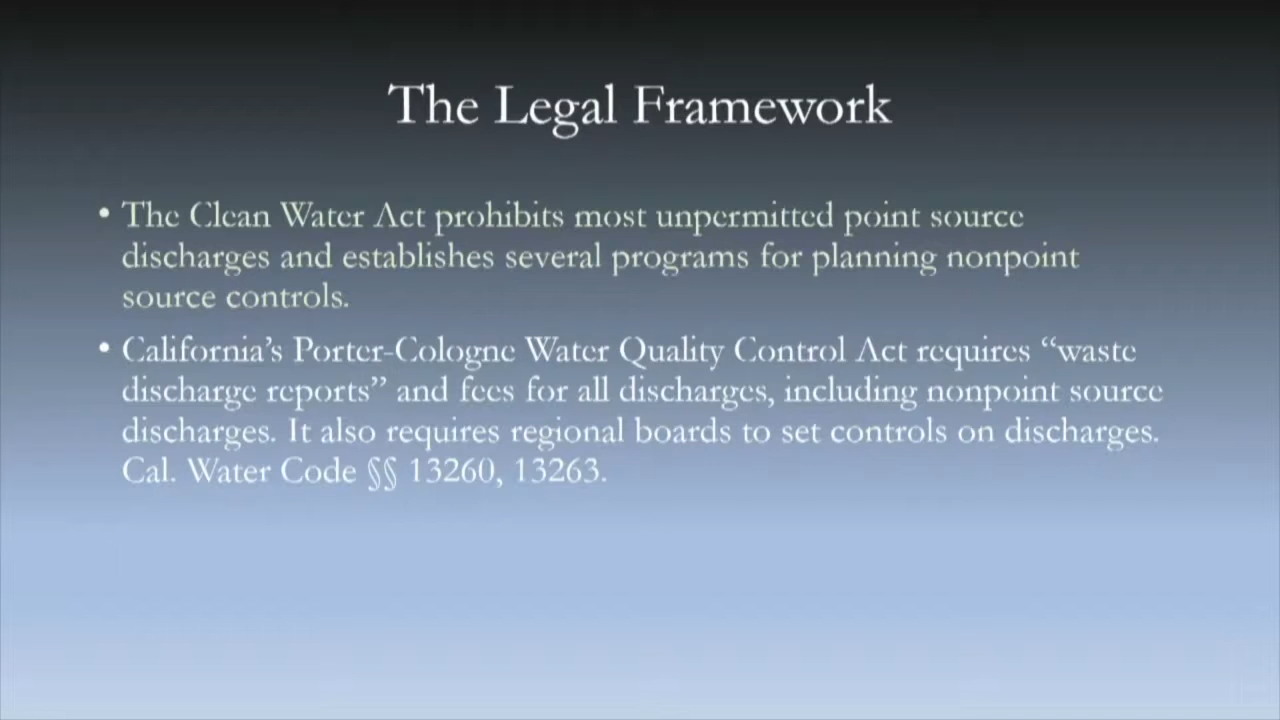 The Legal Framework
• The Clean Water Act prohibits most unpermitted point source
discharges and establishes several programs for planning nonpoint
source controls.
• California’s Porter-Cologne Water Quality Control Act requires “waste
discharge reports” and fees for all discharges, including nonpoint source
discharges. It also requires regional boards to set controls on discharges.
Cal. Water Code §§ 13260, 13263.